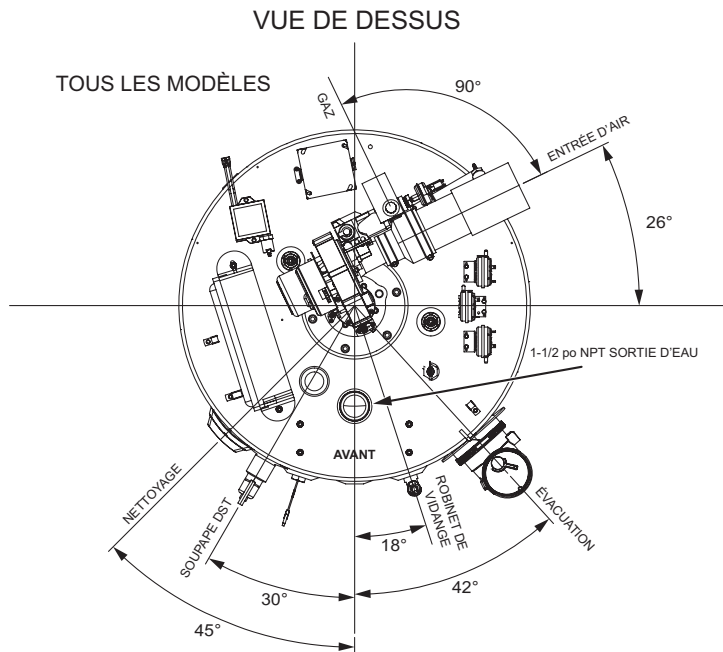 VUE DE DESSUS
TOUS LES MODÈLES
GAZ
90°
ENTRÉE D'AIR
26°
1-1/2 po NPT SORTIE D'EAU
AVANT
NETTOYAGE
SOUPAPE DST
ROBINET DE
VIDANGE
ÉVACUATION
18°
30°
42°
45°